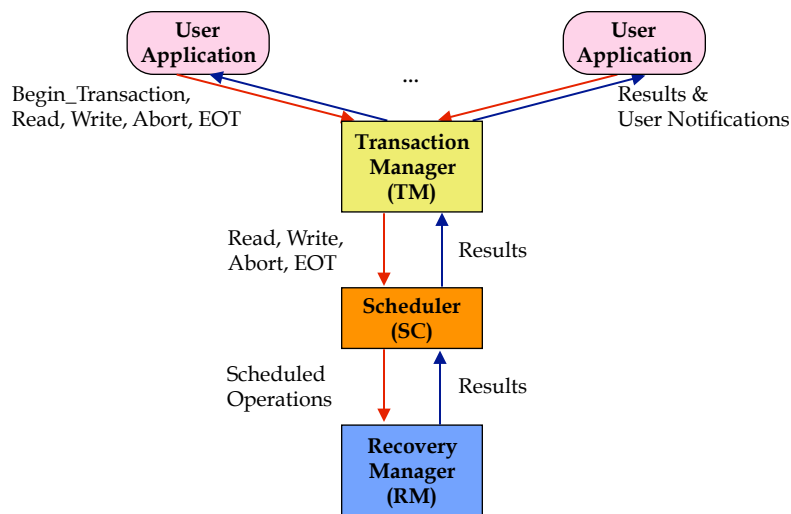 User
Application
User
Application
...
Begin_Transaction,
Read, Write, Abort, EOT
Results &
User Notifications
Transaction
Manager
(TM)
Read, Write,
Abort, EOT
Results
Scheduler
(SC)
Scheduled
Operations
Results
Recovery
Manager
(RM)